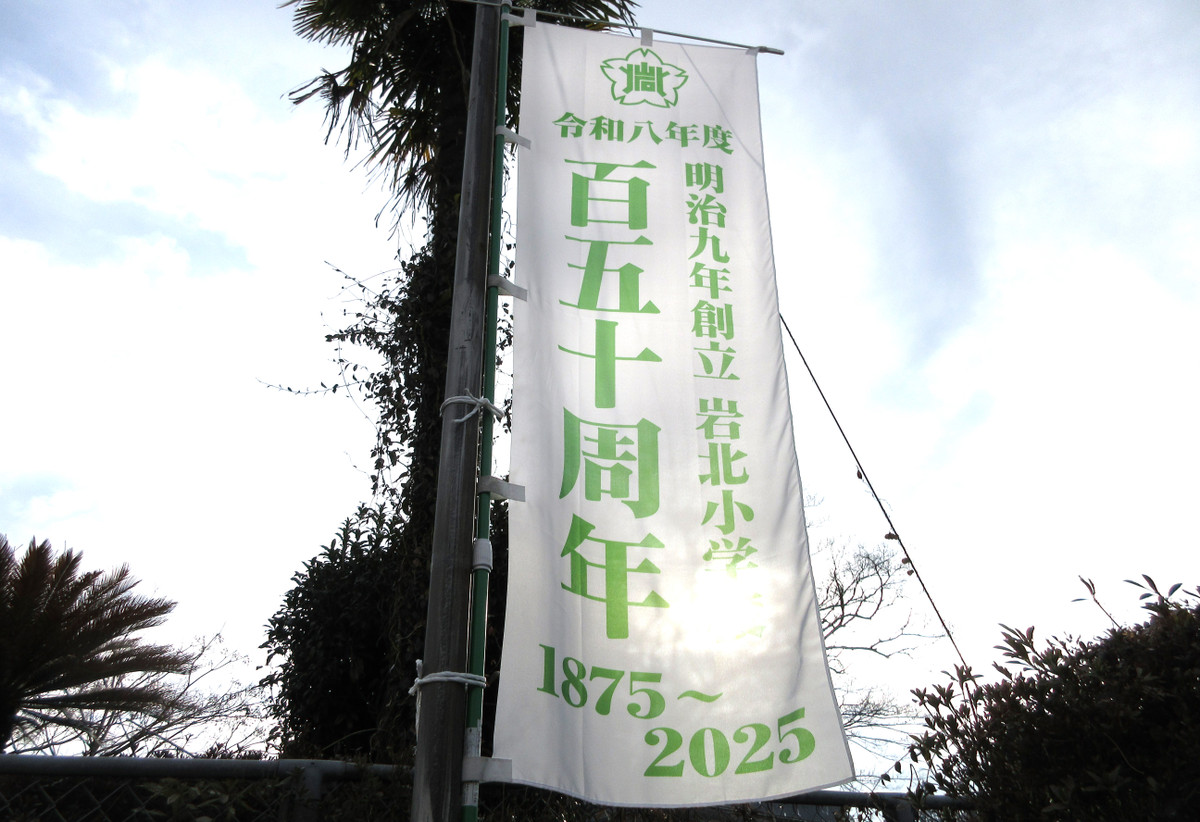 令和八年度
明治九年創立 岩北小学
百五十周年
1875～
2025